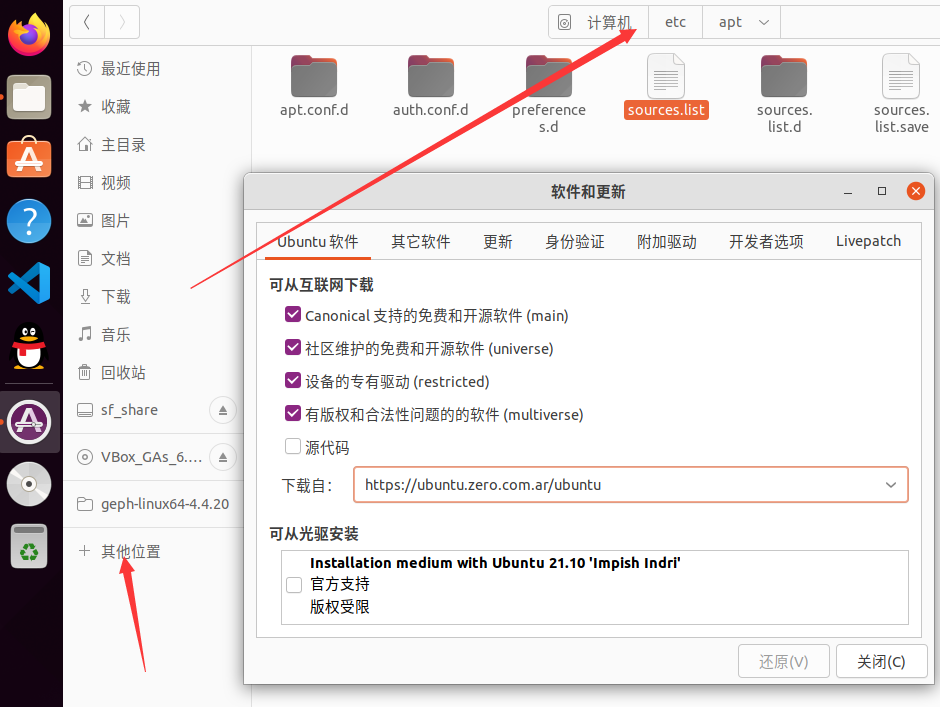 计算机
etc
apt
最近使用
收藏
主目录
视频
图片
文档
下载
音乐
回收站
sf_share
VBox_GAs_6....
geph-linux64-4.4.20
其他位置
apt.conf.d
auth.conf.d
preference
s.d
sources.list
sources.
list.d
sources.
list.save
软件和更新
Ubuntu 软件
其它软件
更新
身份验证
附加驱动
开发者选项
Livepatch
可从互联网下载
Canonical 支持的免费和开源软件 (main)
社区维护的免费和开源软件 (universe)
设备的专有驱动 (restricted)
有版权和合法性问题的的软件 (multiverse)
源代码
下载自：
https://ubuntu.zero.com.ar/ubuntu
可从光驱安装
Installation medium with Ubuntu 21.10 'Impish Indri'
官方支持
版权受限
还原(V)
关闭(C)